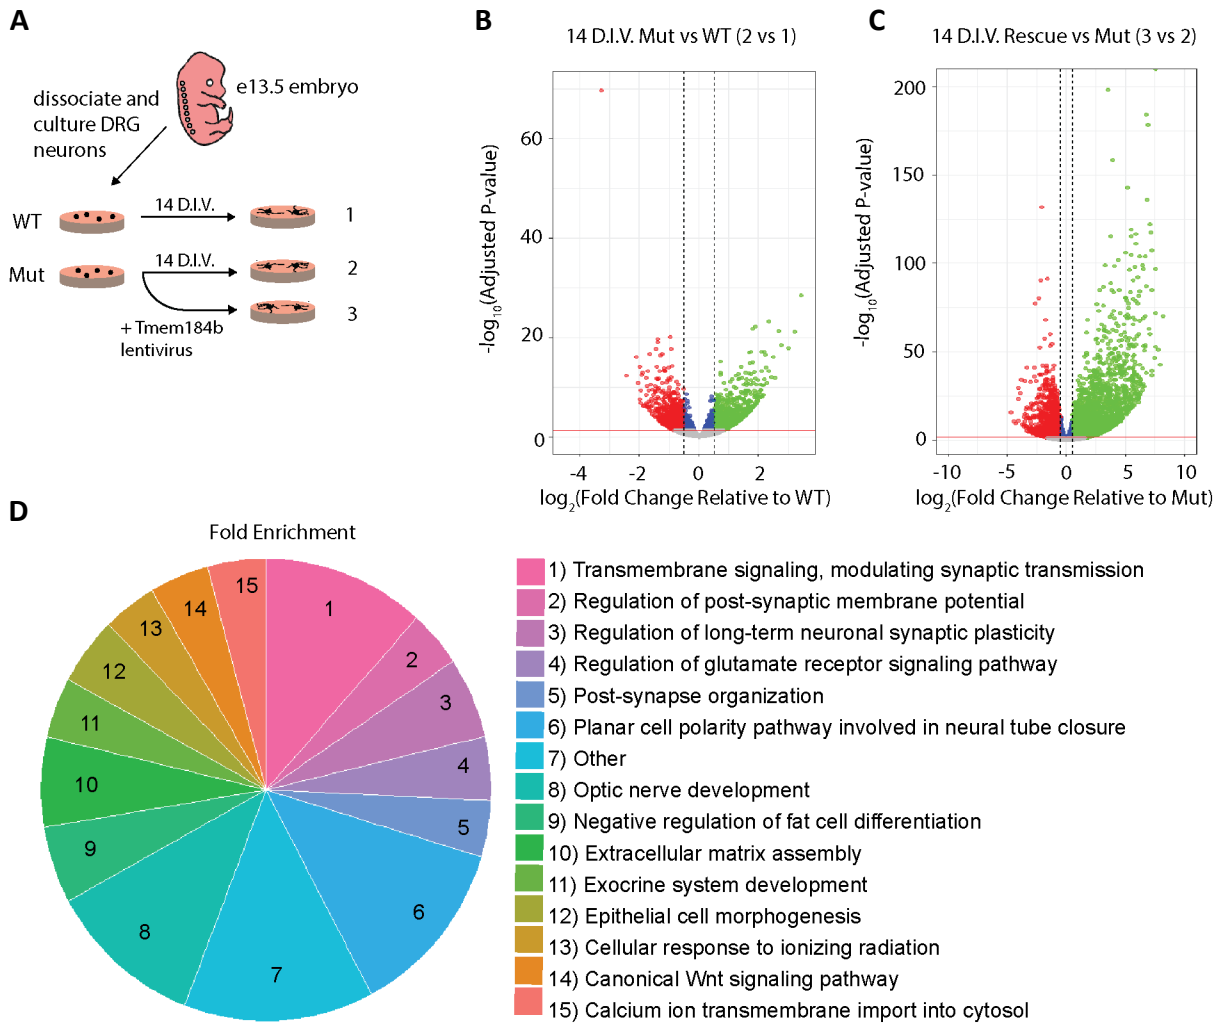 A
dissociate and
culture DRG
neurons
e13.5 embryo
WT
14 D.I.V.
1
Mut
14 D.I.V.
2
3
+ Tmem184b
lentivirus
B
14 D.I.V. Mut vs WT (2 vs 1)
-log10(Adjusted P-value)
60
40
20
0
-4 -2 0 2
log2(Fold Change Relative to WT)
C
14 D.I.V. Rescue vs Mut (3 vs 2)
-log10(Adjusted P-value)
200
150
100
50
0
-10 -5 0 5 10
log2(Fold Change Relative to Mut)
D
Fold Enrichment
1
2
3
4
5
6
7
8
9
10
11
12
13
14
15
1) Transmembrane signaling, modulating synaptic transmission
2) Regulation of post-synaptic membrane potential
3) Regulation of long-term neuronal synaptic plasticity
4) Regulation of glutamate receptor signaling pathway
5) Post-synapse organization
6) Planar cell polarity pathway involved in neural tube closure
7) Other
8) Optic nerve development
9) Negative regulation of fat cell differentiation
10) Extracellular matrix assembly
11) Exocrine system development
12) Epithelial cell morphogenesis
13) Cellular response to ionizing radiation
14) Canonical Wnt signaling pathway
15) Calcium ion transmembrane import into cytosol